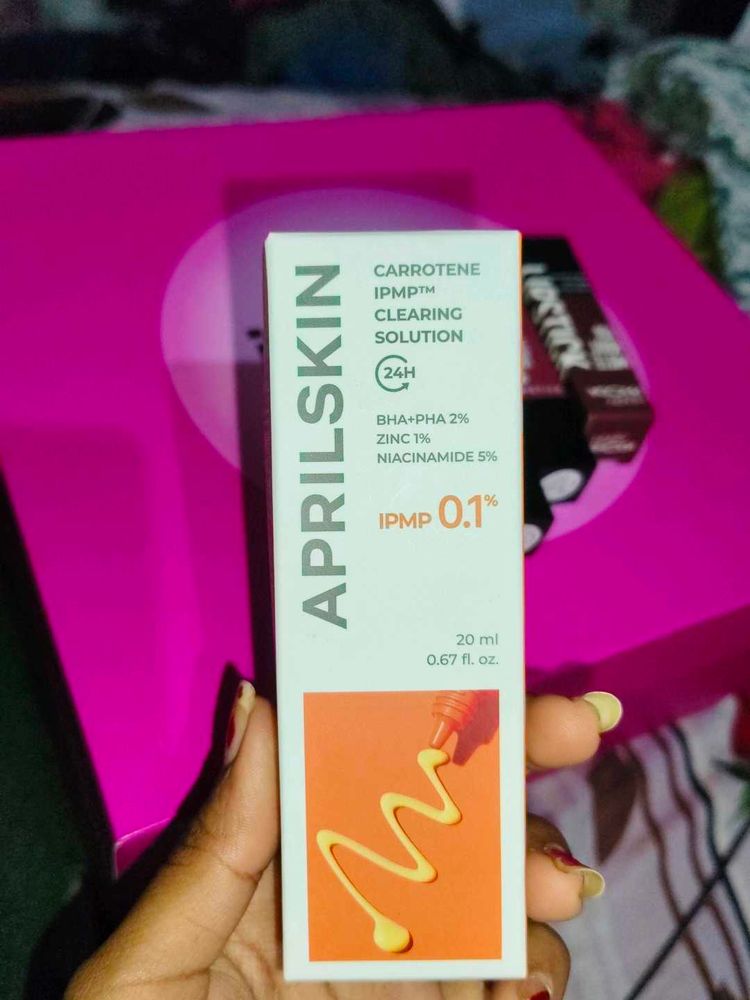 APRILSKIN
CARROTENE
IPMP™
CLEARING
SOLUTION
24H
BHA+PHA 2%
ZINC 1%
NIACINAMIDE 5%
IPMP 0.1%
20 ml
0.67 fl. oz.
LIPSTICK